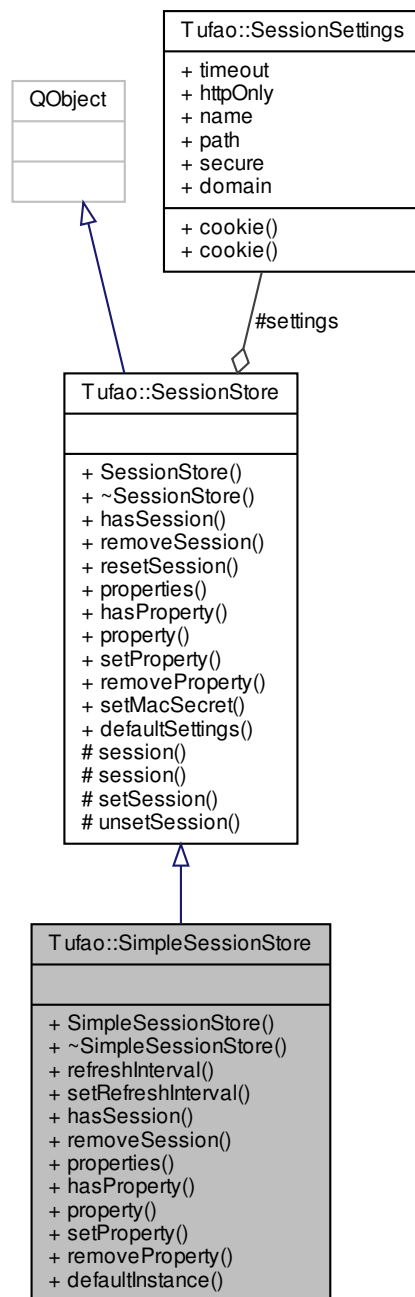 Tufao::SessionSettings
+ timeout
+ httpOnly
+ name
+ path
+ secure
+ domain
+ cookie()
+ cookie()
QObject
#settings
Tufao::SessionStore
+ SessionStore()
+ ~SessionStore()
+ hasSession()
+ removeSession()
+ resetSession()
+ properties()
+ hasProperty()
+ property()
+ setProperty()
+ removeProperty()
+ setMacSecret()
+ defaultSettings()
# session()
# session()
# setSession()
# unsetSession()
Tufao::SimpleSessionStore
+ SimpleSessionStore()
+ ~SimpleSessionStore()
+ refreshInterval()
+ setRefreshInterval()
+ hasSession()
+ removeSession()
+ properties()
+ hasProperty()
+ property()
+ setProperty()
+ removeProperty()
+ defaultInstance()